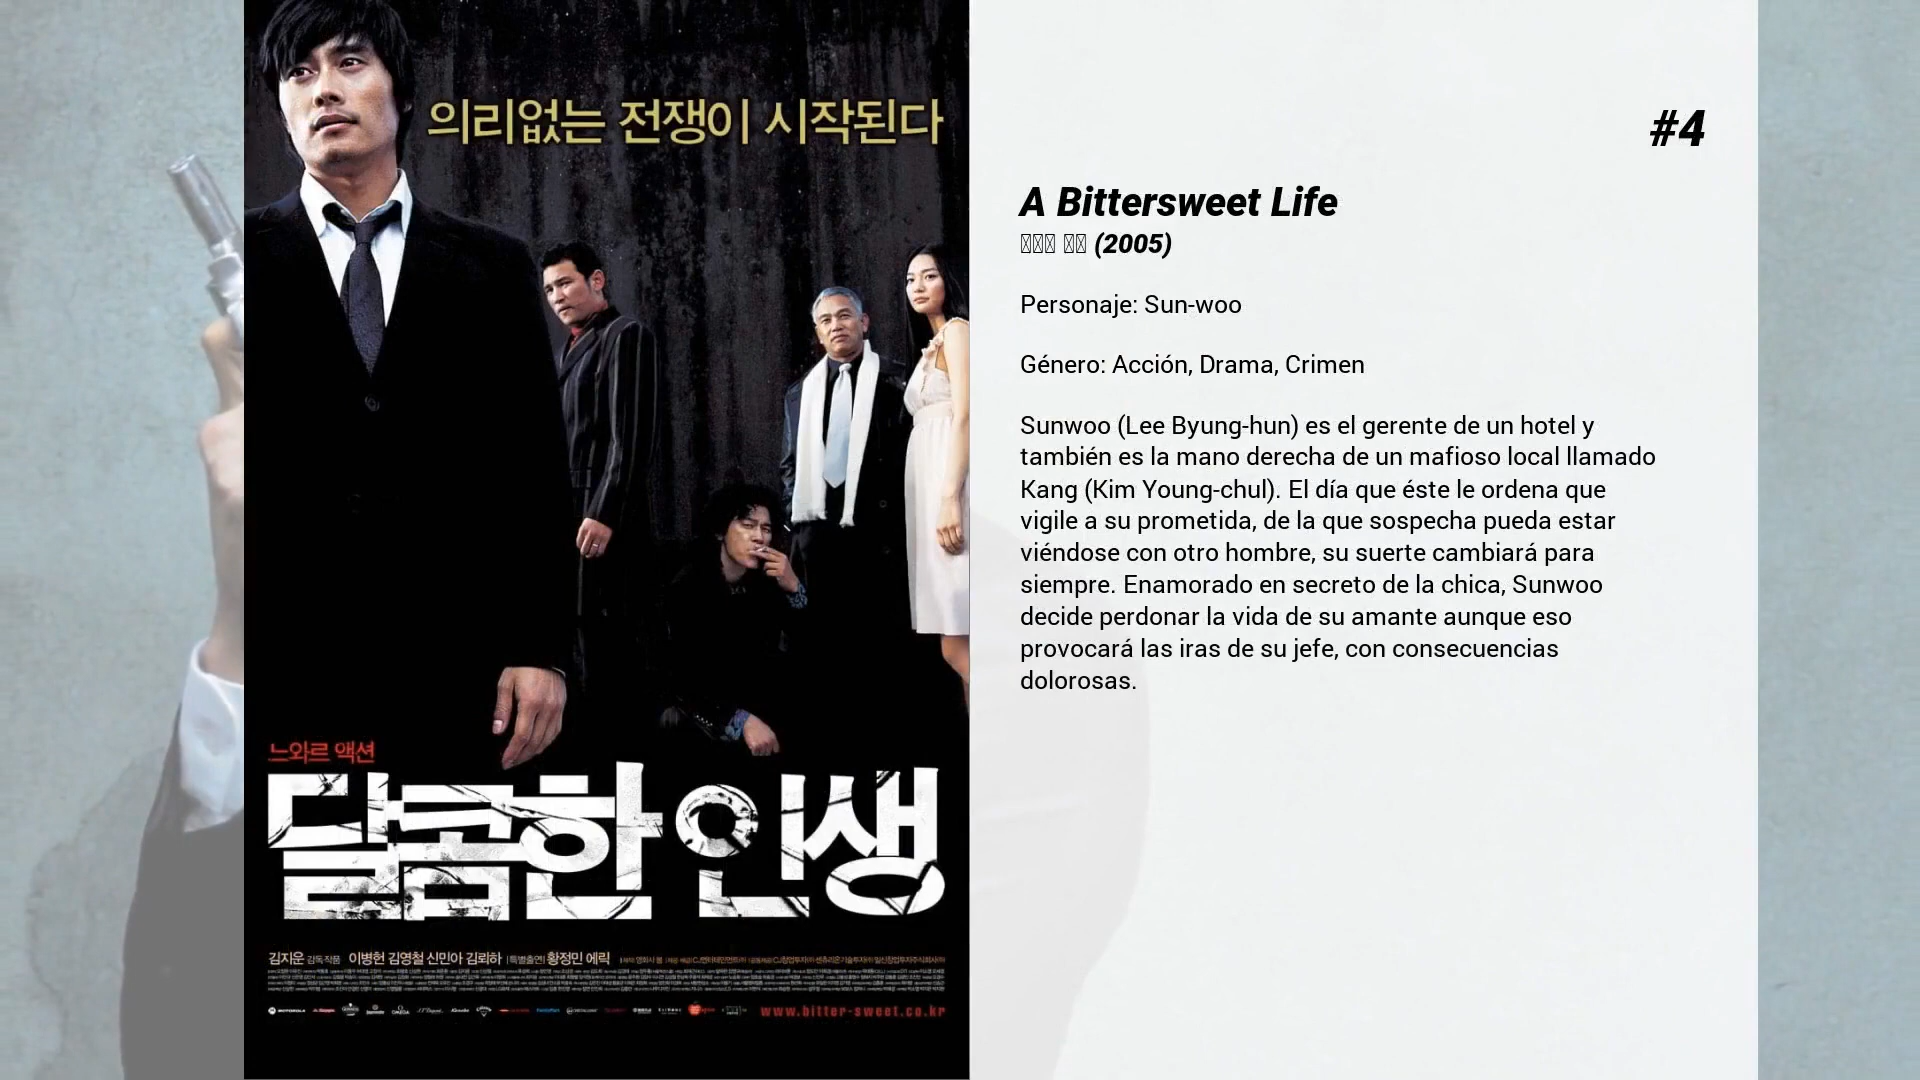 의리없는 전쟁이 시작된다
느와르 액션
달콤한 인생
김지운 감독작품 이병헌 김영철 신민아 김뢰하 |특별출연| 황정민 에릭
MOTOROLA
OMEGA
www.bitter-sweet.co.kr
#4
A Bittersweet Life
(2005)
Personaje: Sun-woo
Género: Acción, Drama, Crimen
Sunwoo (Lee Byung-hun) es el gerente de un hotel y
también es la mano derecha de un mafioso local llamado
Kang (Kim Young-chul). El día que éste le ordena que
vigile a su prometida, de la que sospecha pueda estar
viéndose con otro hombre, su suerte cambiará para
siempre. Enamorado en secreto de la chica, Sunwoo
decide perdonar la vida de su amante aunque eso
provocará las iras de su jefe, con consecuencias
dolorosas.